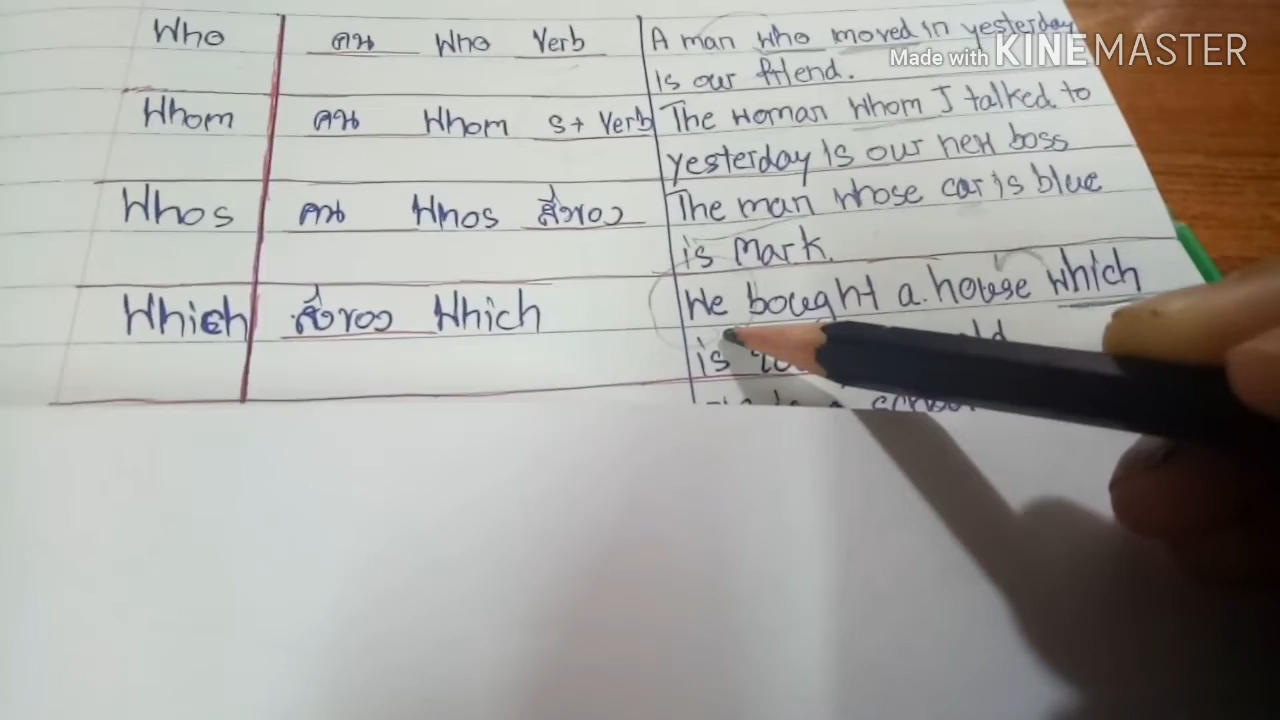 Who คน Who Verb A man who moved in yesterday
Made with KINEMASTER
is our friend.
Whom คน Whom S+ Verb The woman Whom I talked to
yesterday is our new boss
Whos คน Whos สิ่งของ The man whose car is blue
is Mark.
Which สิ่งของ Which We bought a house which
is